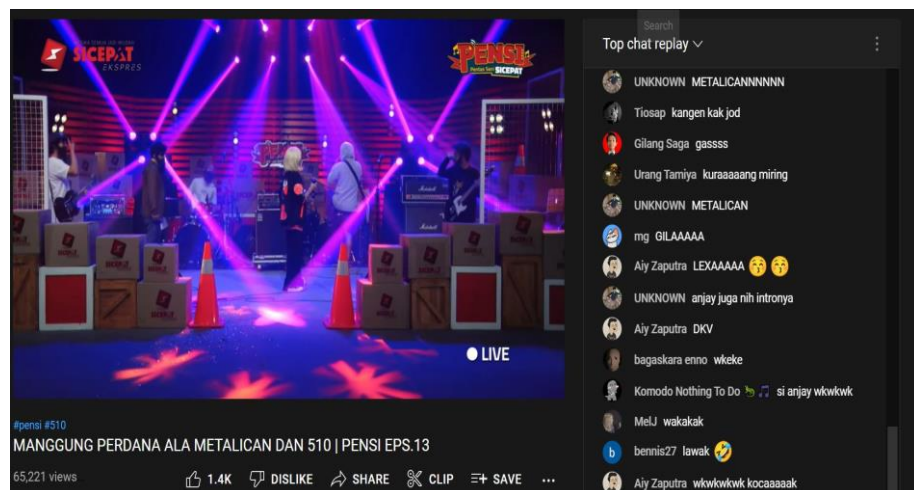 SICEPAT
EKSPRES
PENSI
Pentas Seni SICEPAT
Marshall
LIVE
#pensi #510
MANGGUNG PERDANA ALA METALICAN DAN 510 | PENSI EPS.13
65,221 views
1.4K DISLIKE SHARE CLIP SAVE ...
Search
Top chat replay
UNKNOWN METALICANNNNNN
Tiosap kangen kak jod
Gilang Saga gassss
Urang Tamiya kuraaaaang miring
UNKNOWN METALICAN
mg GILAAAAA
Aiy Zaputra LEXAAAAA 😚😚
UNKNOWN anjay juga nih intronya
Aiy Zaputra DKV
bagaskara enno wkeke
Komodo Nothing To Do 🦎🎵 si anjay wkwkwk
MelJ wakakak
b bennis27 lawak 🤣
Aiy Zaputra wkwkwkwk kocaaaaak